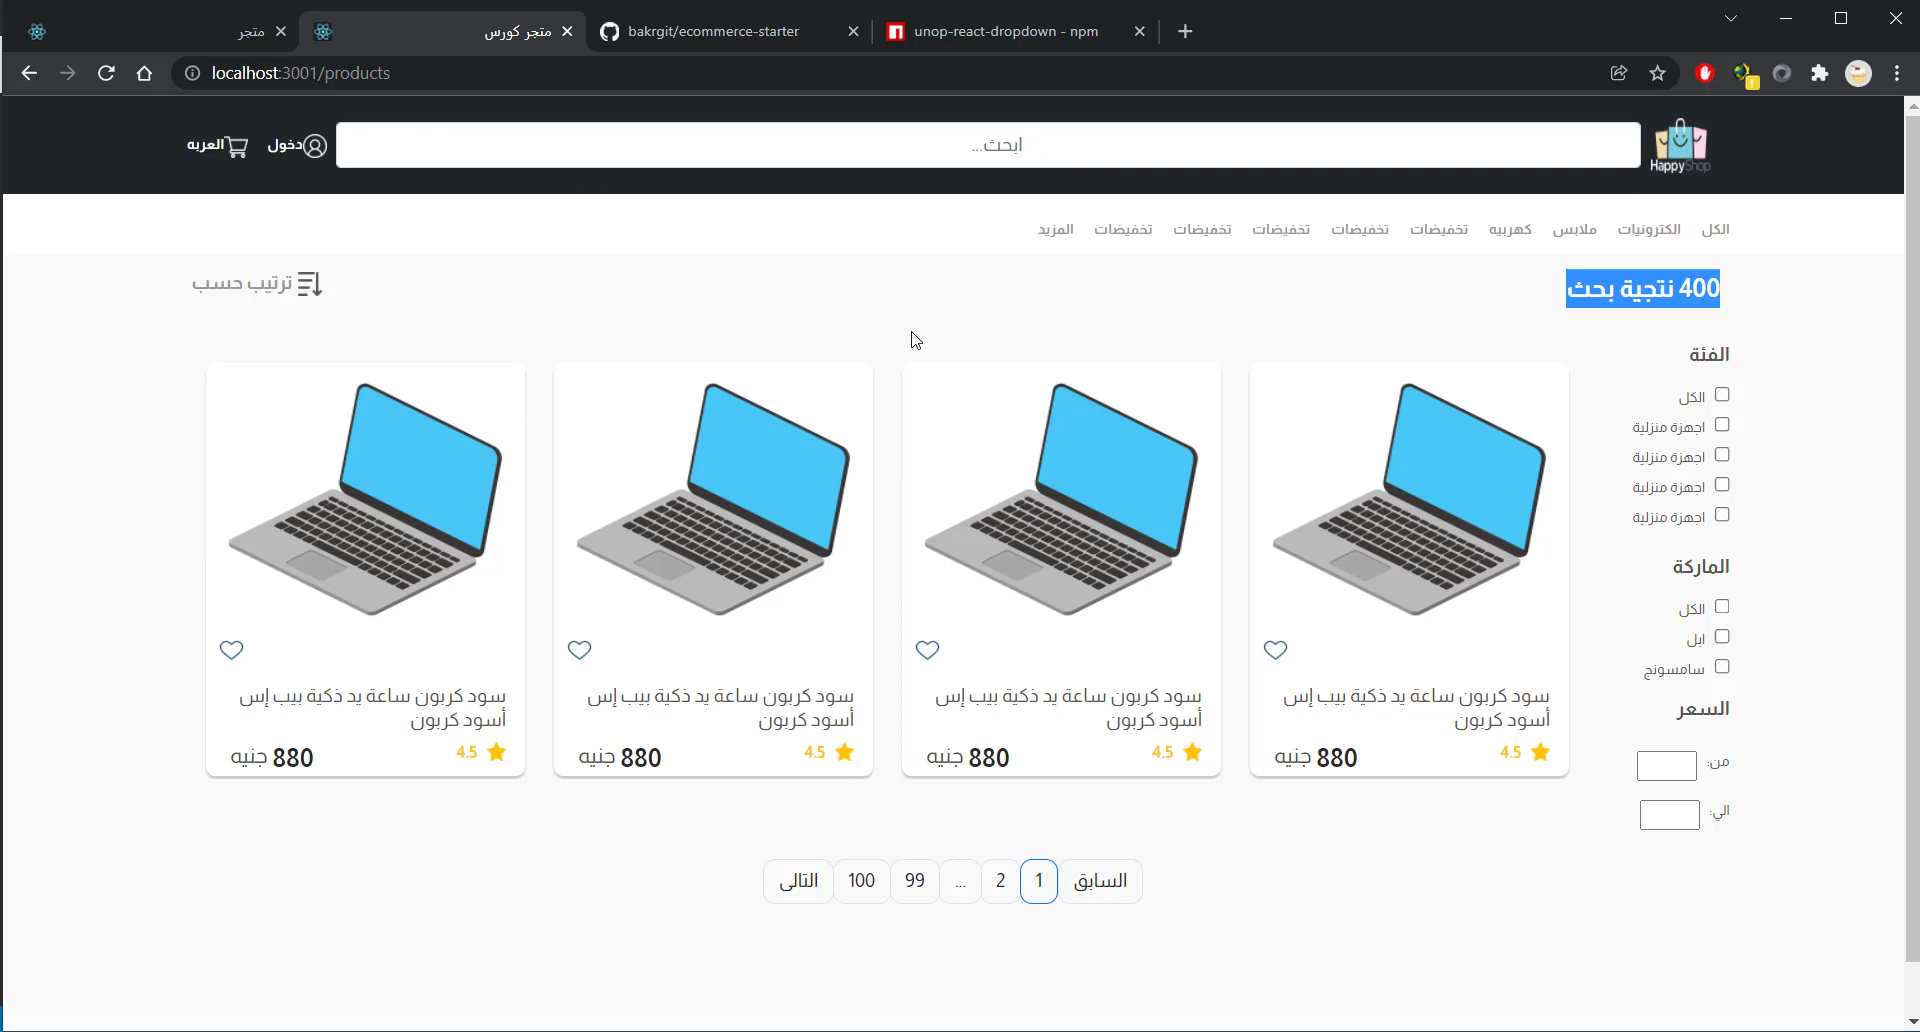 متجر
متجر كورس
bakrgit/ecommerce-starter
unop-react-dropdown - npm
localhost:3001/products
HappyShop
ابحث...
دخول
العربه
الكل
الكترونيات
ملابس
كهربيه
تخفيضات
تخفيضات
تخفيضات
تخفيضات
تخفيضات
المزيد
400 نتجية بحث
ترتيب حسب
الفئة
الكل
اجهزة منزلية
اجهزة منزلية
اجهزة منزلية
اجهزة منزلية
الماركة
الكل
ابل
سامسونج
السعر
من:
الي:
سود كربون ساعة يد ذكية بيب إس
أسود كربون
4.5
880 جنيه
سود كربون ساعة يد ذكية بيب إس
أسود كربون
4.5
880 جنيه
سود كربون ساعة يد ذكية بيب إس
أسود كربون
4.5
880 جنيه
سود كربون ساعة يد ذكية بيب إس
أسود كربون
4.5
880 جنيه
السابق
1
2
...
99
100
التالى